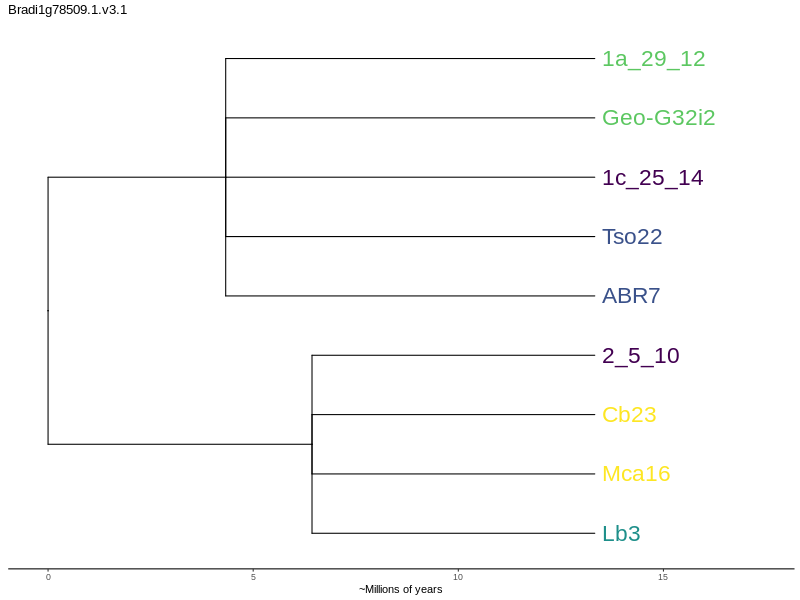 Bradi1g78509.1.v3.1
1a_29_12
Geo-G32i2
1c_25_14
Tso22
ABR7
2_5_10
Cb23
Mca16
Lb3
0 5 10 15
~Millions of years